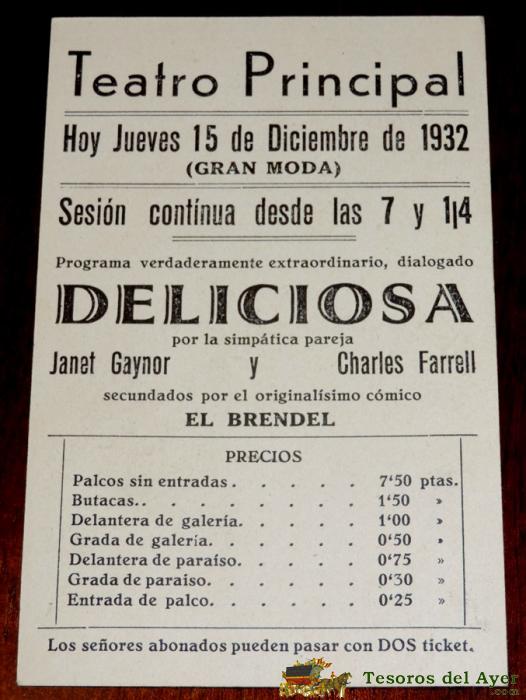 Teatro Principal
Hoy Jueves 15 de Diciembre de 1932
(GRAN MODA)
Sesión contínua desde las 7 y 1|4
Programa verdaderamente extraordinario, dialogado
DELICIOSA
por la simpática pareja
Janet Gaynor y Charles Farrell
secundados por el originalísimo cómico
EL BRENDEL
PRECIOS
Palcos sin entradas . . . . . 7'50 ptas.
Butacas. . . . . . . . . 1'50 »
Delantera de galería. . . . . 1'00 »
Grada de galería. . . . . . 0'50 »
Delantera de paraíso. . . . . 0'75 »
Grada de paraiso. . . . . . 0'30 »
Entrada de palco. . . . . . 0'25 »
Los señores abonados pueden pasar con DOS ticket.
Tesoros del Ayer
.com